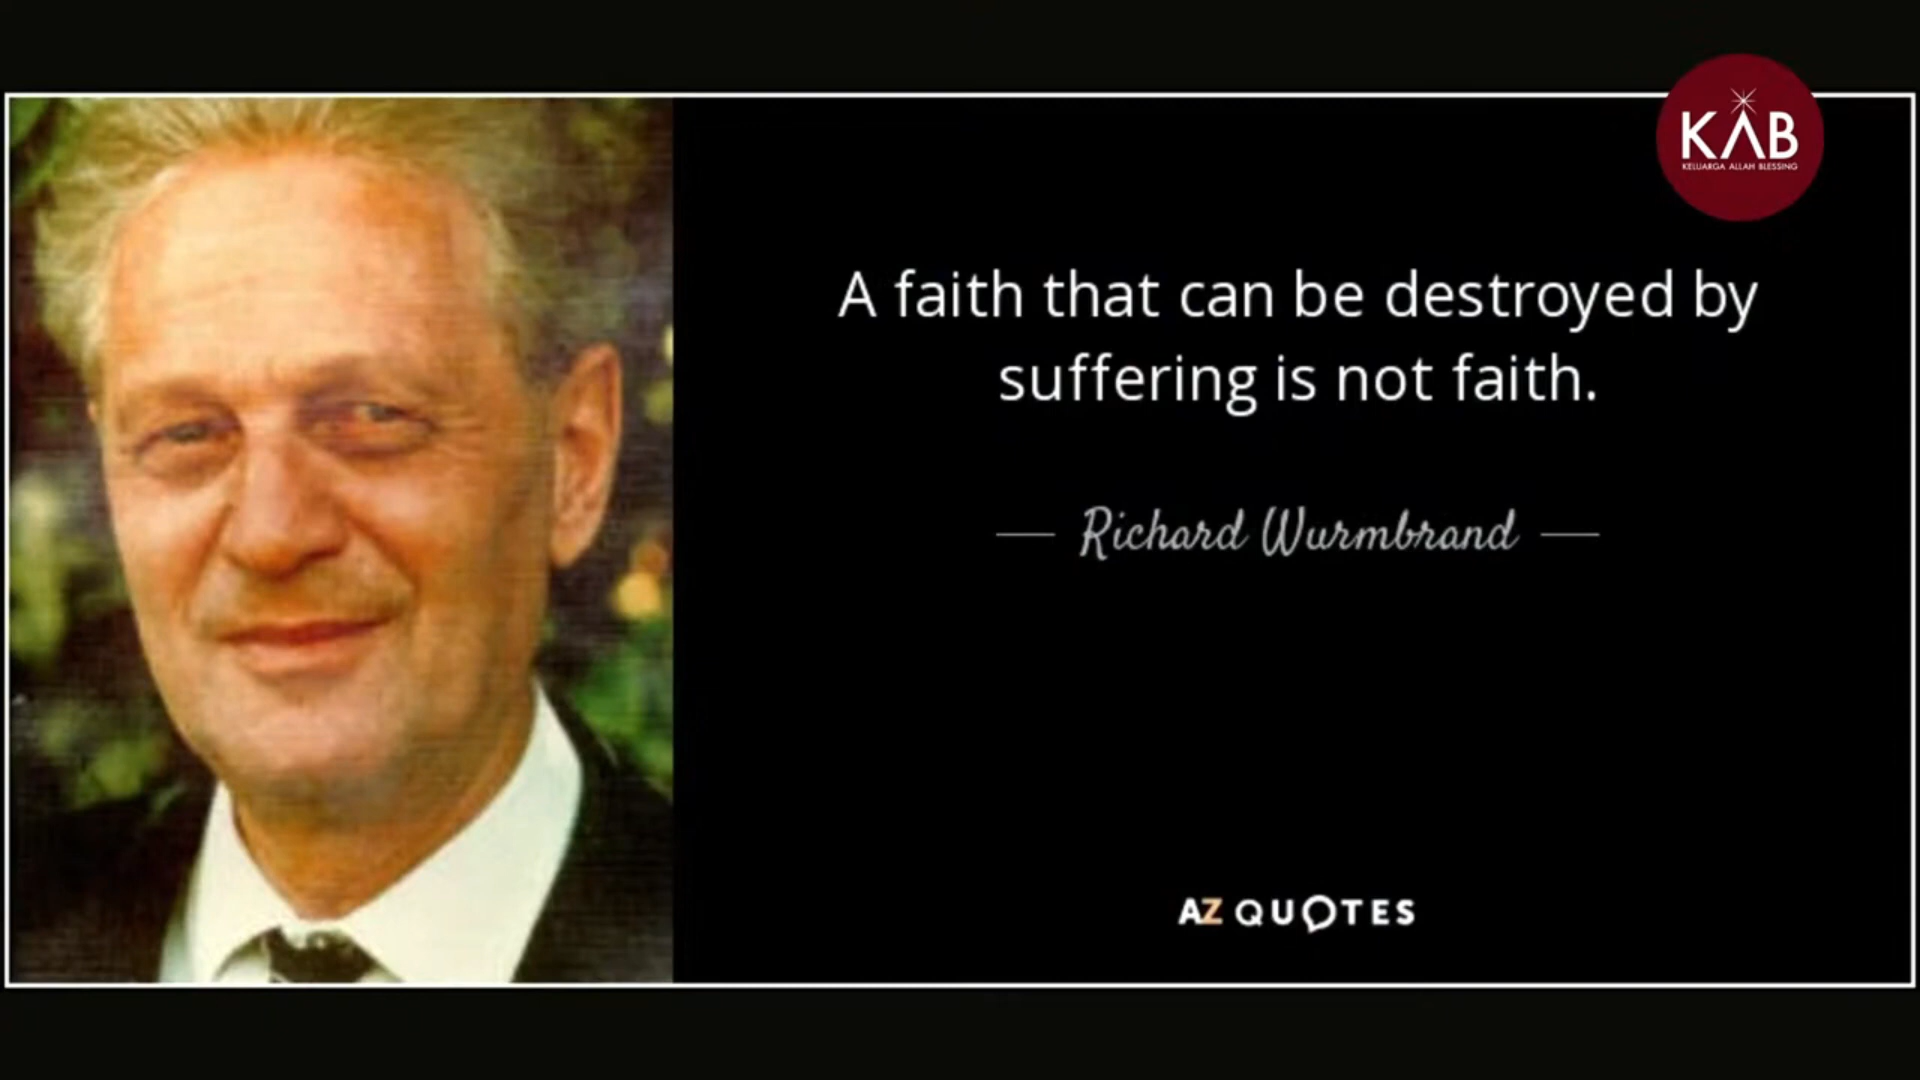 KAB
KELUARGA ALLAH BLESSING
A faith that can be destroyed by
suffering is not faith.
Richard Wurmbrand
AZ QUOTES